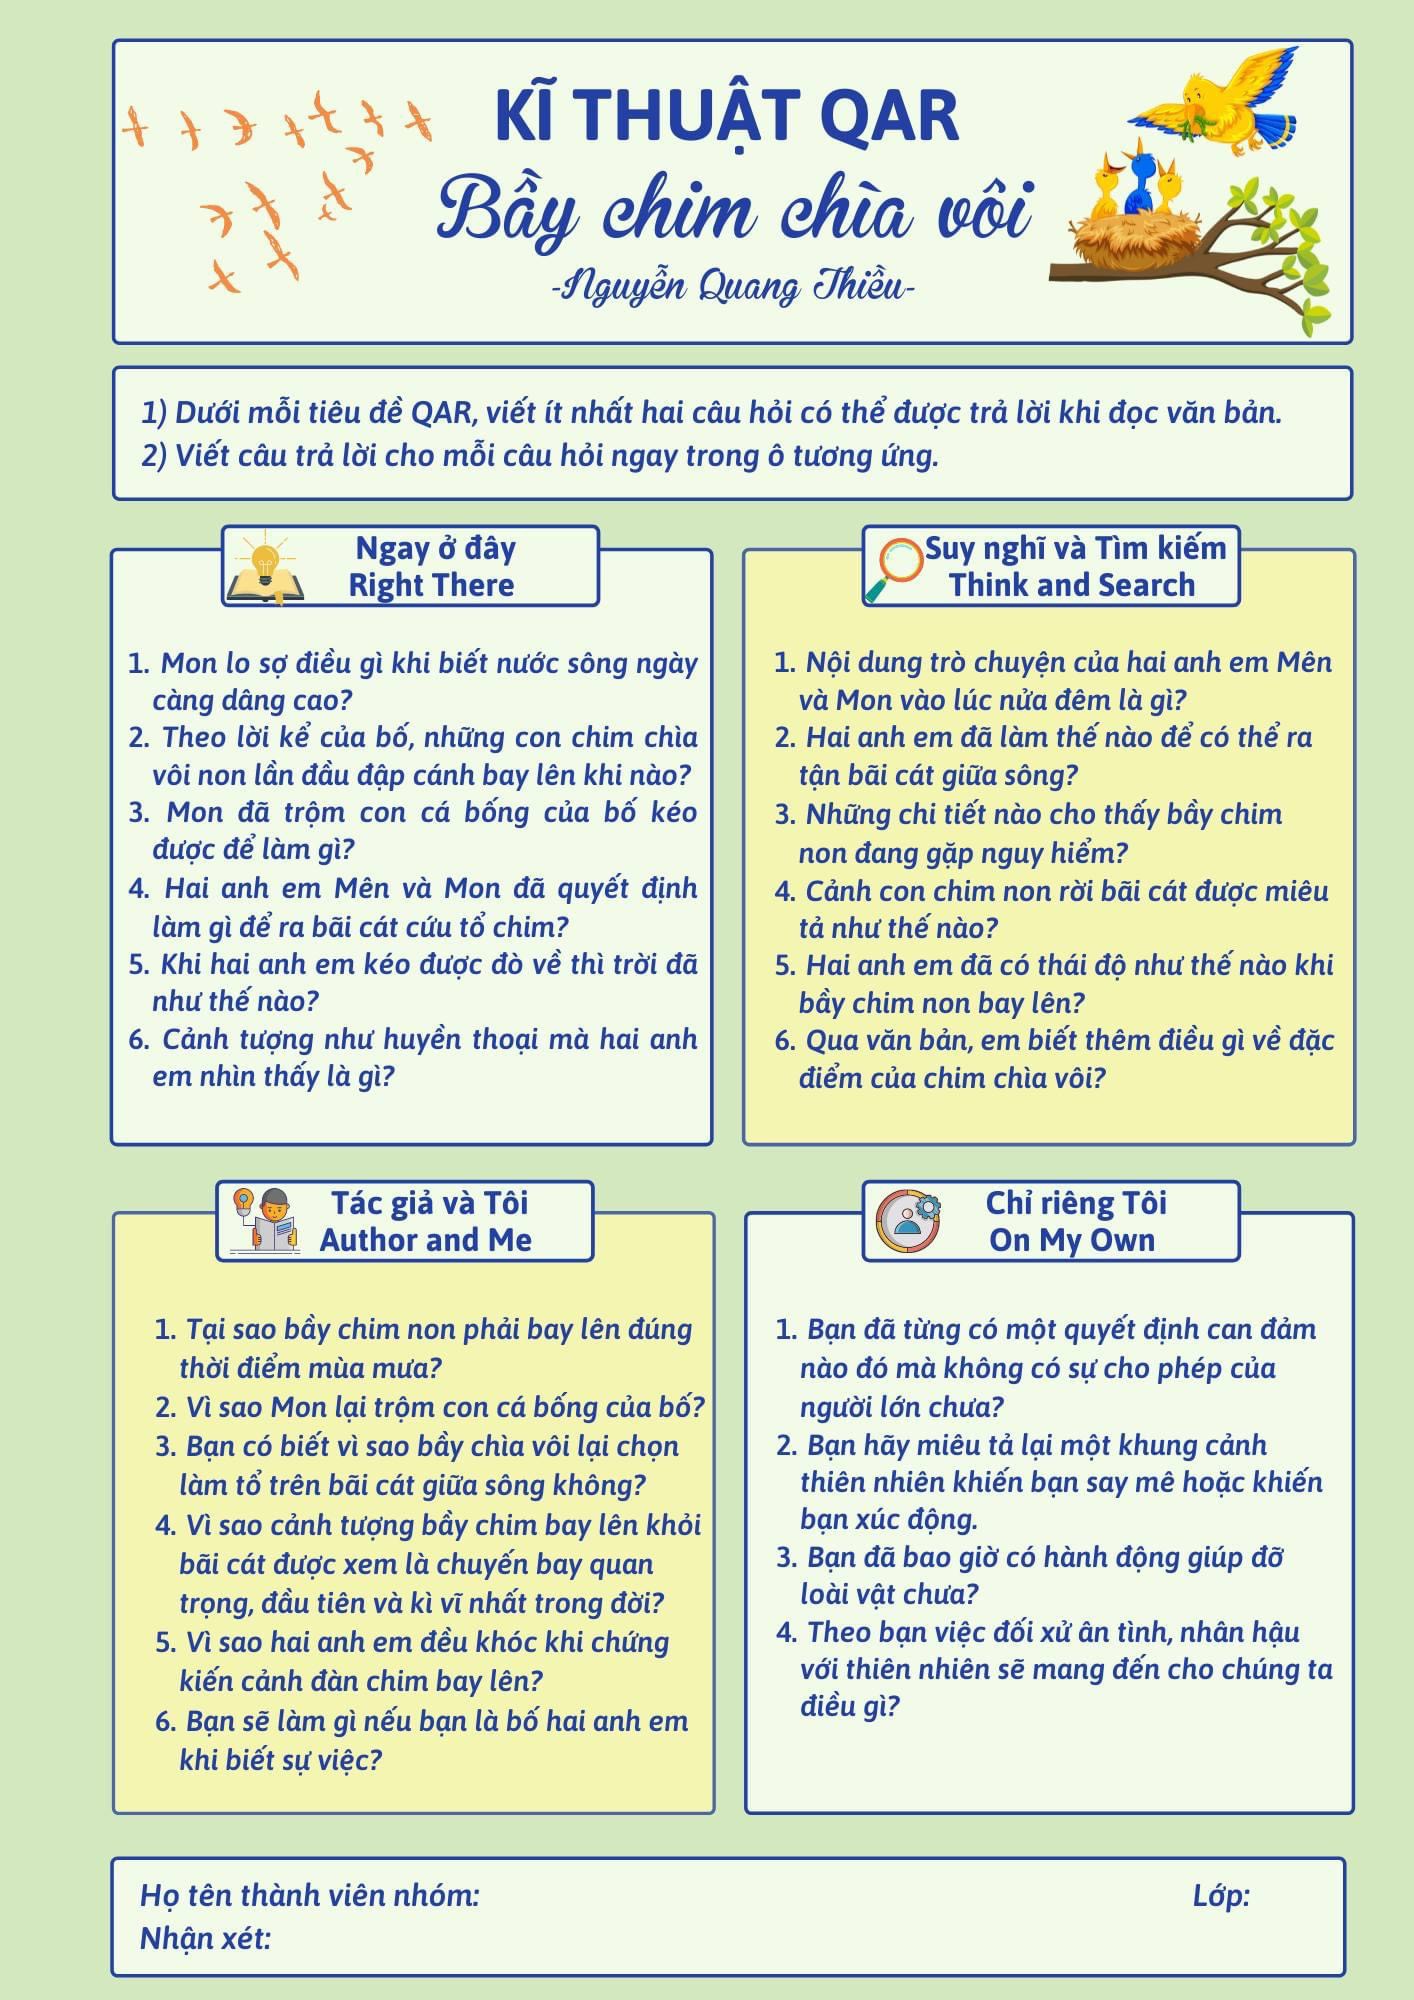 KĨ THUẬT QAR
Bầy chim chìa vôi
-Nguyễn Quang Thiều-
1) Dưới mỗi tiêu đề QAR, viết ít nhất hai câu hỏi có thể được trả lời khi đọc văn bản.
2) Viết câu trả lời cho mỗi câu hỏi ngay trong ô tương ứng.
Ngay ở đây
Right There
1. Mon lo sợ điều gì khi biết nước sông ngày
càng dâng cao?
2. Theo lời kể của bố, những con chim chìa
vôi non lần đầu đập cánh bay lên khi nào?
3. Mon đã trộm con cá bống của bố kéo
được để làm gì?
4. Hai anh em Mên và Mon đã quyết định
làm gì để ra bãi cát cứu tổ chim?
5. Khi hai anh em kéo được đò về thì trời đã
như thế nào?
6. Cảnh tượng như huyền thoại mà hai anh
em nhìn thấy là gì?
Suy nghĩ và Tìm kiếm
Think and Search
1. Nội dung trò chuyện của hai anh em Mên
và Mon vào lúc nửa đêm là gì?
2. Hai anh em đã làm thế nào để có thể ra
tận bãi cát giữa sông?
3. Những chi tiết nào cho thấy bầy chim
non đang gặp nguy hiểm?
4. Cảnh con chim non rời bãi cát được miêu
tả như thế nào?
5. Hai anh em đã có thái độ như thế nào khi
bầy chim non bay lên?
6. Qua văn bản, em biết thêm điều gì về đặc
điểm của chim chìa vôi?
Tác giả và Tôi
Author and Me
1. Tại sao bầy chim non phải bay lên đúng
thời điểm mùa mưa?
2. Vì sao Mon lại trộm con cá bống của bố?
3. Bạn có biết vì sao bầy chìa vôi lại chọn
làm tổ trên bãi cát giữa sông không?
4. Vì sao cảnh tượng bầy chim bay lên khỏi
bãi cát được xem là chuyến bay quan
trọng, đầu tiên và kì vĩ nhất trong đời?
5. Vì sao hai anh em đều khóc khi chứng
kiến cảnh đàn chim bay lên?
6. Bạn sẽ làm gì nếu bạn là bố hai anh em
khi biết sự việc?
Chỉ riêng Tôi
On My Own
1. Bạn đã từng có một quyết định can đảm
nào đó mà không có sự cho phép của
người lớn chưa?
2. Bạn hãy miêu tả lại một khung cảnh
thiên nhiên khiến bạn say mê hoặc khiến
bạn xúc động.
3. Bạn đã bao giờ có hành động giúp đỡ
loài vật chưa?
4. Theo bạn việc đối xử ân tình, nhân hậu
với thiên nhiên sẽ mang đến cho chúng ta
điều gì?
Họ tên thành viên nhóm: Lớp:
Nhận xét: